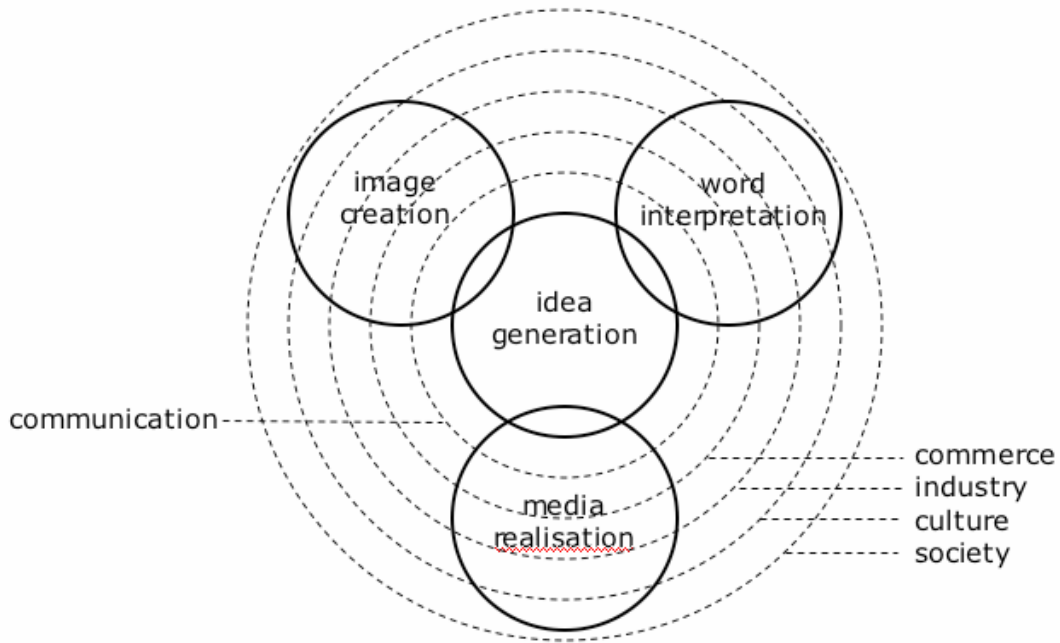 image
creation
word
interpretation
idea
generation
communication
commerce
industry
culture
society
media
realisation